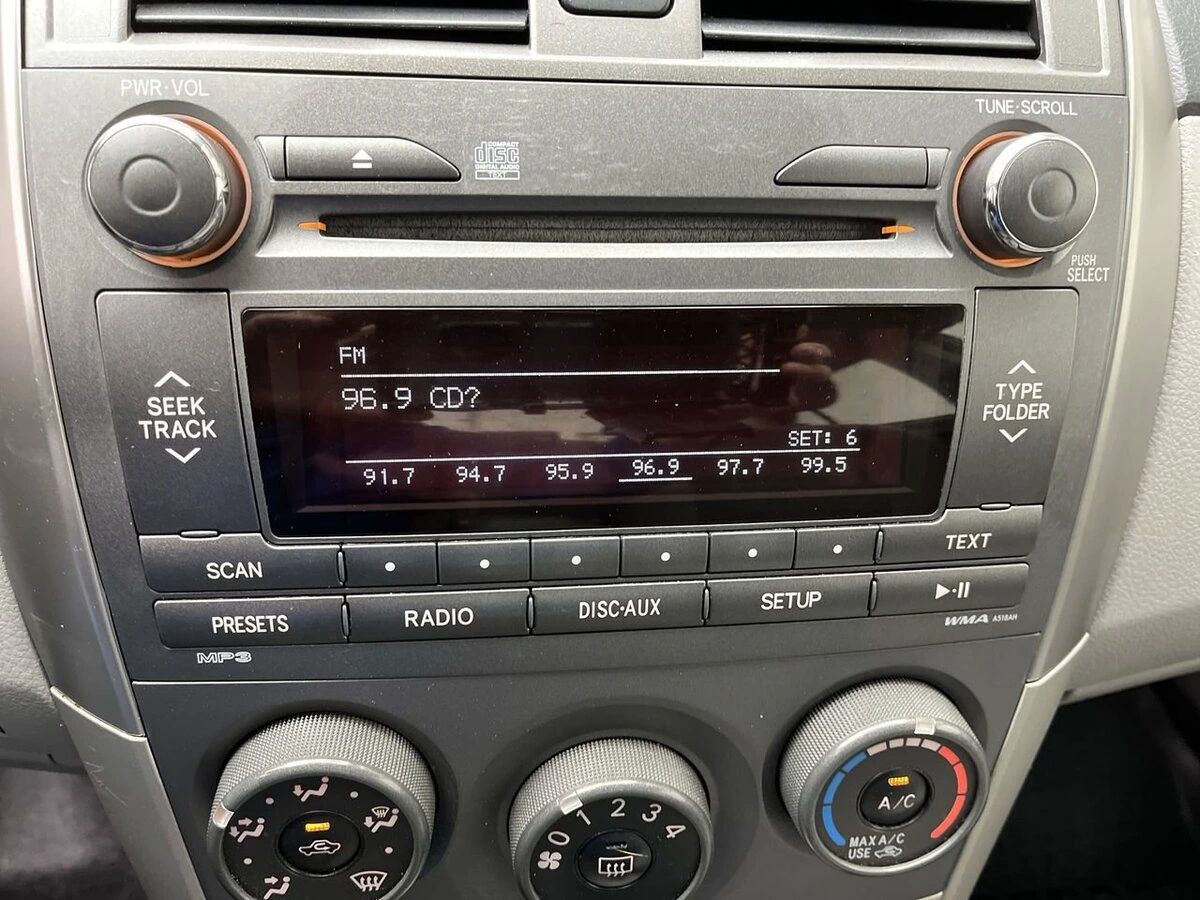 PWR·VOL
TUNE·SCROLL
COMPACT
disc
DIGITAL AUDIO
TEXT
PUSH
SELECT
FM
96.9 CD?
SET: 6
91.7 94.7 95.9 96.9 97.7 99.5
SEEK
TRACK
TYPE
FOLDER
SCAN
TEXT
PRESETS
RADIO
DISC·AUX
SETUP
MP3
WMA A518AH
0 1 2 3 4
A/C
MAX A/C
USE